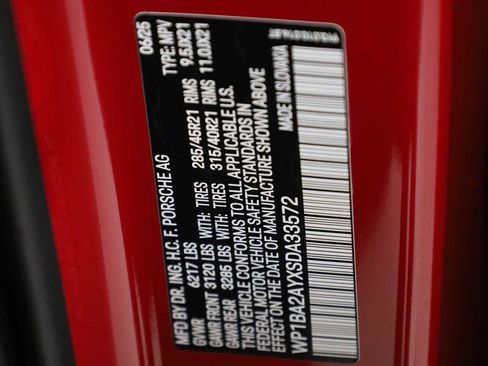 MFD BY DR. ING. H.C. F. PORSCHE AG 06/25
GVWR 6217 LBS TYPE: MPV
GAWR FRONT 3120 LBS WITH: TIRES 285/45R21 RIMS 9.5JX21
GAWR REAR 3285 LBS WITH: TIRES 315/40R21 RIMS 11.0JX21
THIS VEHICLE CONFORMS TO ALL APPLICABLE U.S.
FEDERAL MOTOR VEHICLE SAFETY STANDARDS IN
EFFECT ON THE DATE OF MANUFACTURE SHOWN ABOVE
WP1BA2AYXSDA33572 MADE IN SLOVAKIA